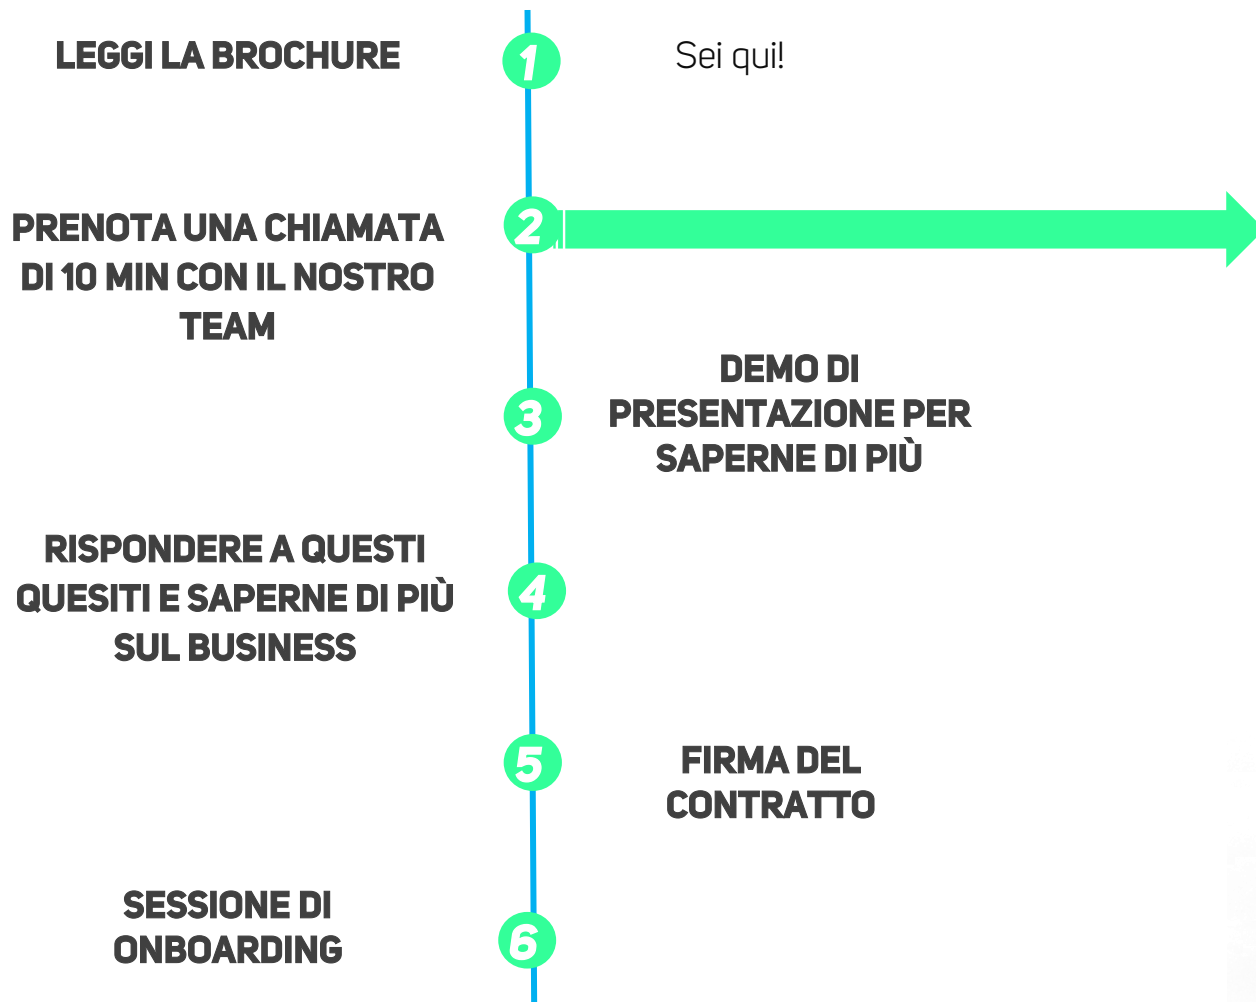 LEGGI LA BROCHURE
1
Sei qui!
PRENOTA UNA CHIAMATA
DI 10 MIN CON IL NOSTRO
TEAM
2
3
DEMO DI
PRESENTAZIONE PER
SAPERNE DI PIÙ
RISPONDERE A QUESTI
QUESITI E SAPERNE DI PIÙ
SUL BUSINESS
4
5
FIRMA DEL
CONTRATTO
SESSIONE DI
ONBOARDING
6